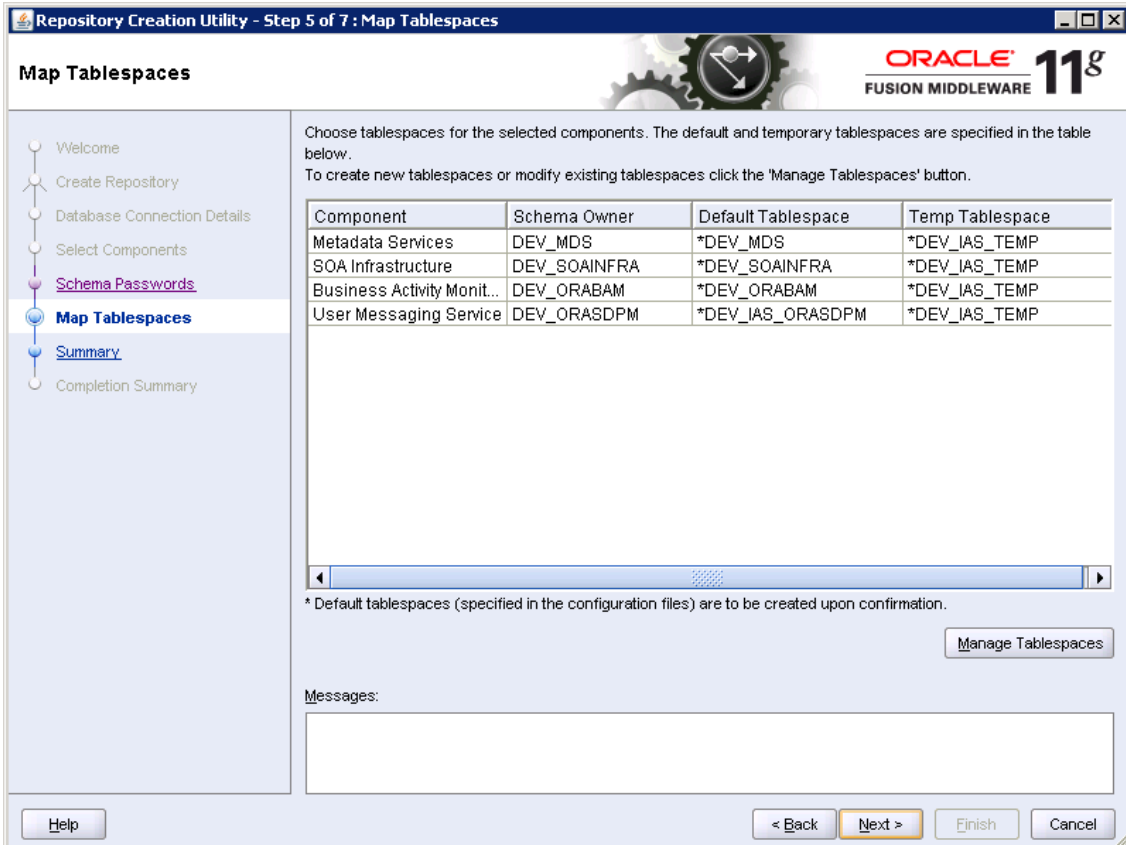 Repository Creation Utility - Step 5 of 7 : Map Tablespaces
Map Tablespaces
ORACLE
FUSION MIDDLEWARE 11g
Welcome
Create Repository
Database Connection Details
Select Components
Schema Passwords
Map Tablespaces
Summary
Completion Summary
Choose tablespaces for the selected components. The default and temporary tablespaces are specified in the table
below.
To create new tablespaces or modify existing tablespaces click the 'Manage Tablespaces' button.
Component Schema Owner Default Tablespace Temp Tablespace
Metadata Services DEV_MDS *DEV_MDS *DEV_IAS_TEMP
SOA Infrastructure DEV_SOAINFRA *DEV_SOAINFRA *DEV_IAS_TEMP
Business Activity Monit... DEV_ORABAM *DEV_ORABAM *DEV_IAS_TEMP
User Messaging Service DEV_ORASDPM *DEV_IAS_ORASDPM *DEV_IAS_TEMP
* Default tablespaces (specified in the configuration files) are to be created upon confirmation.
Manage Tablespaces
Messages:
Help < Back Next > Finish Cancel